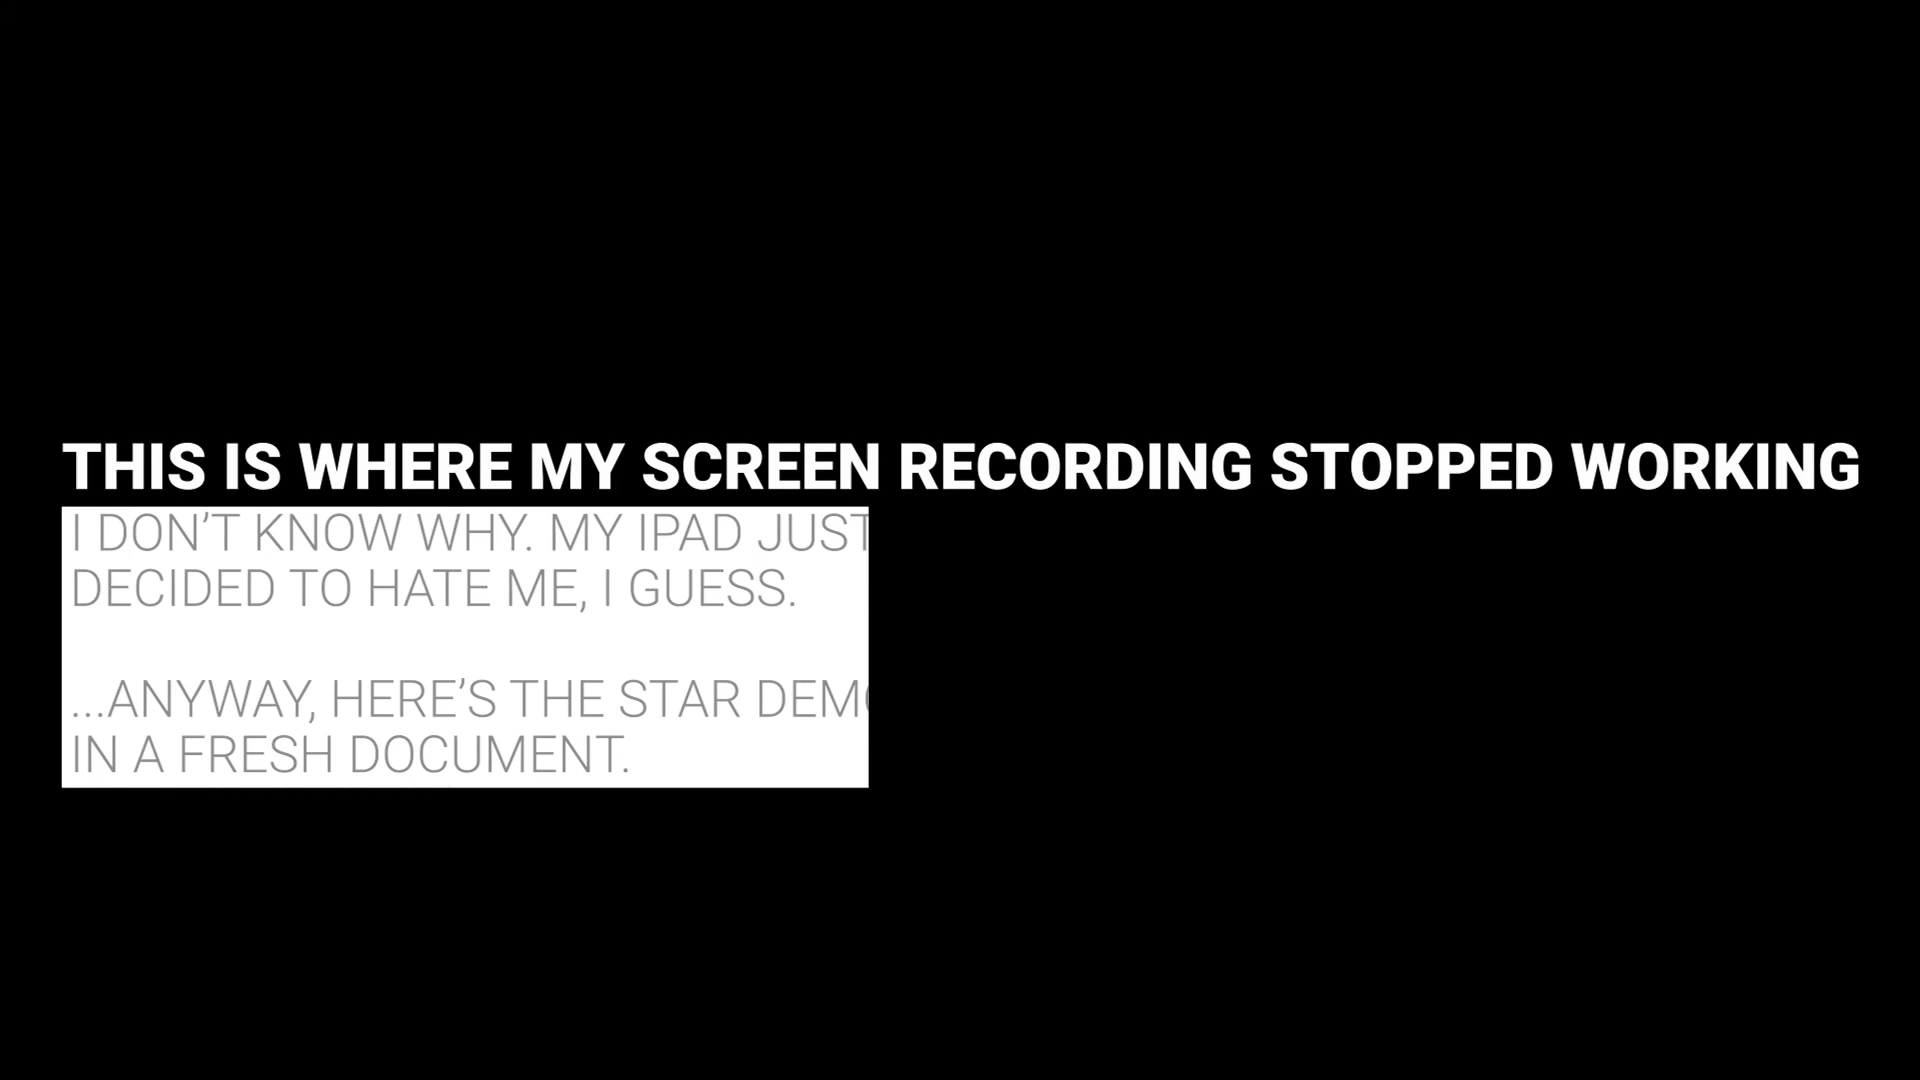 THIS IS WHERE MY SCREEN RECORDING STOPPED WORKING
I DON’T KNOW WHY. MY IPAD JUST
DECIDED TO HATE ME, I GUESS.
...ANYWAY, HERE’S THE STAR DEMO
IN A FRESH DOCUMENT.